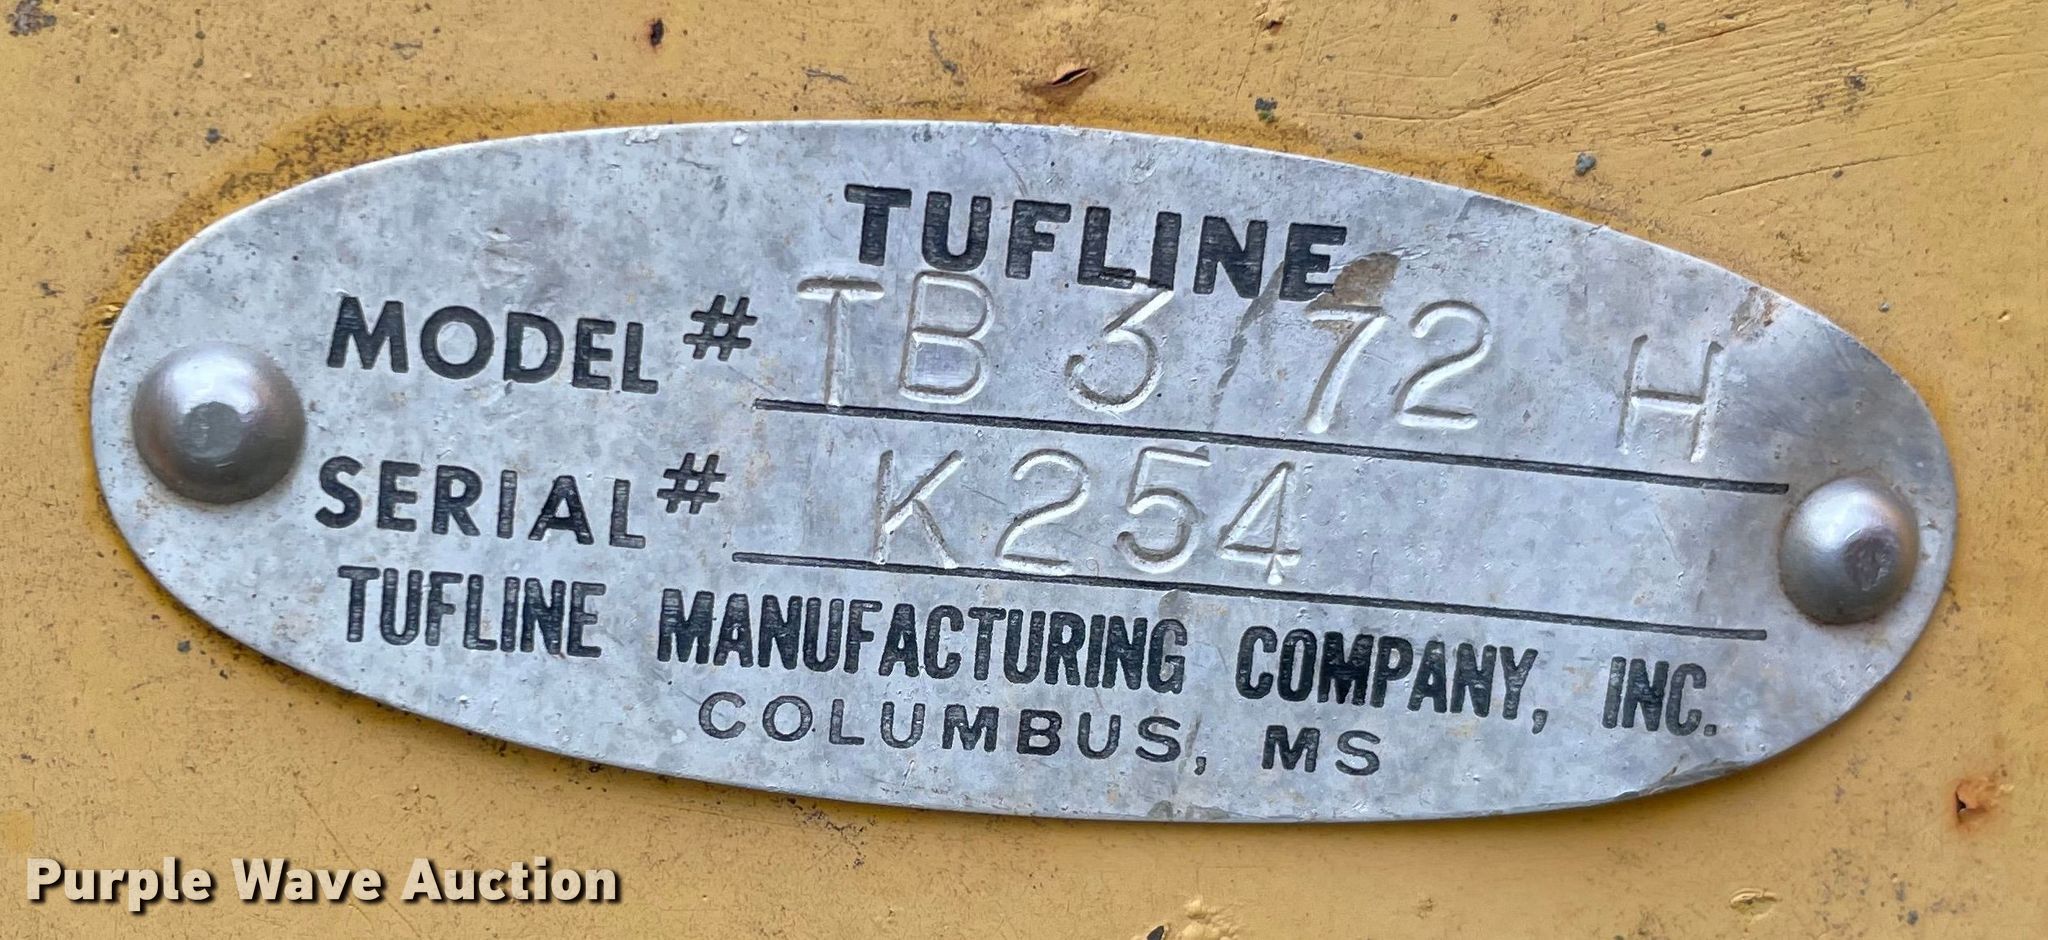 TUFLINE
MODEL # TB 3/72 H
SERIAL # K254
TUFLINE MANUFACTURING COMPANY, INC.
COLUMBUS, MS
Purple Wave Auction